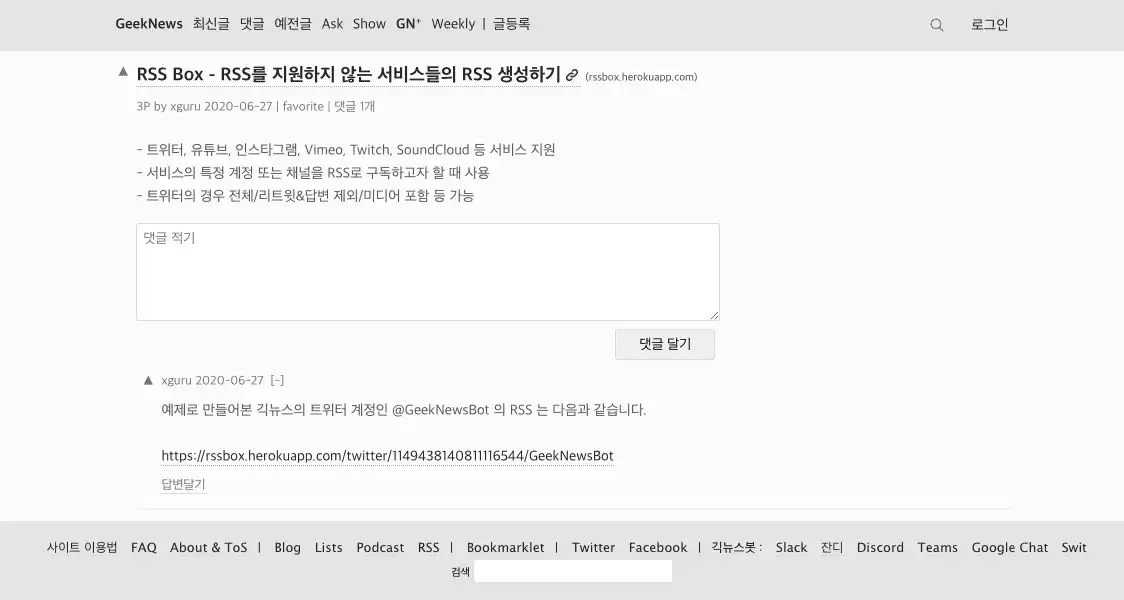 GeekNews 최신글 댓글 예전글 Ask Show GN⁺ Weekly | 글등록 로그인
▲ RSS Box - RSS를 지원하지 않는 서비스들의 RSS 생성하기 (rssbox.herokuapp.com)
3P by xguru 2020-06-27 | favorite | 댓글 1개
- 트위터, 유튜브, 인스타그램, Vimeo, Twitch, SoundCloud 등 서비스 지원
- 서비스의 특정 계정 또는 채널을 RSS로 구독하고자 할 때 사용
- 트위터의 경우 전체/리트윗&답변 제외/미디어 포함 등 가능
댓글 적기
댓글 달기
▲ xguru 2020-06-27 [-]
예제로 만들어본 긱뉴스의 트위터 계정인 @GeekNewsBot 의 RSS 는 다음과 같습니다.
https://rssbox.herokuapp.com/twitter/1149438140811116544/GeekNewsBot
답변달기
사이트 이용법 FAQ About & ToS | Blog Lists Podcast RSS | Bookmarklet | Twitter Facebook | 긱뉴스봇 : Slack 잔디 Discord Teams Google Chat Swit
검색